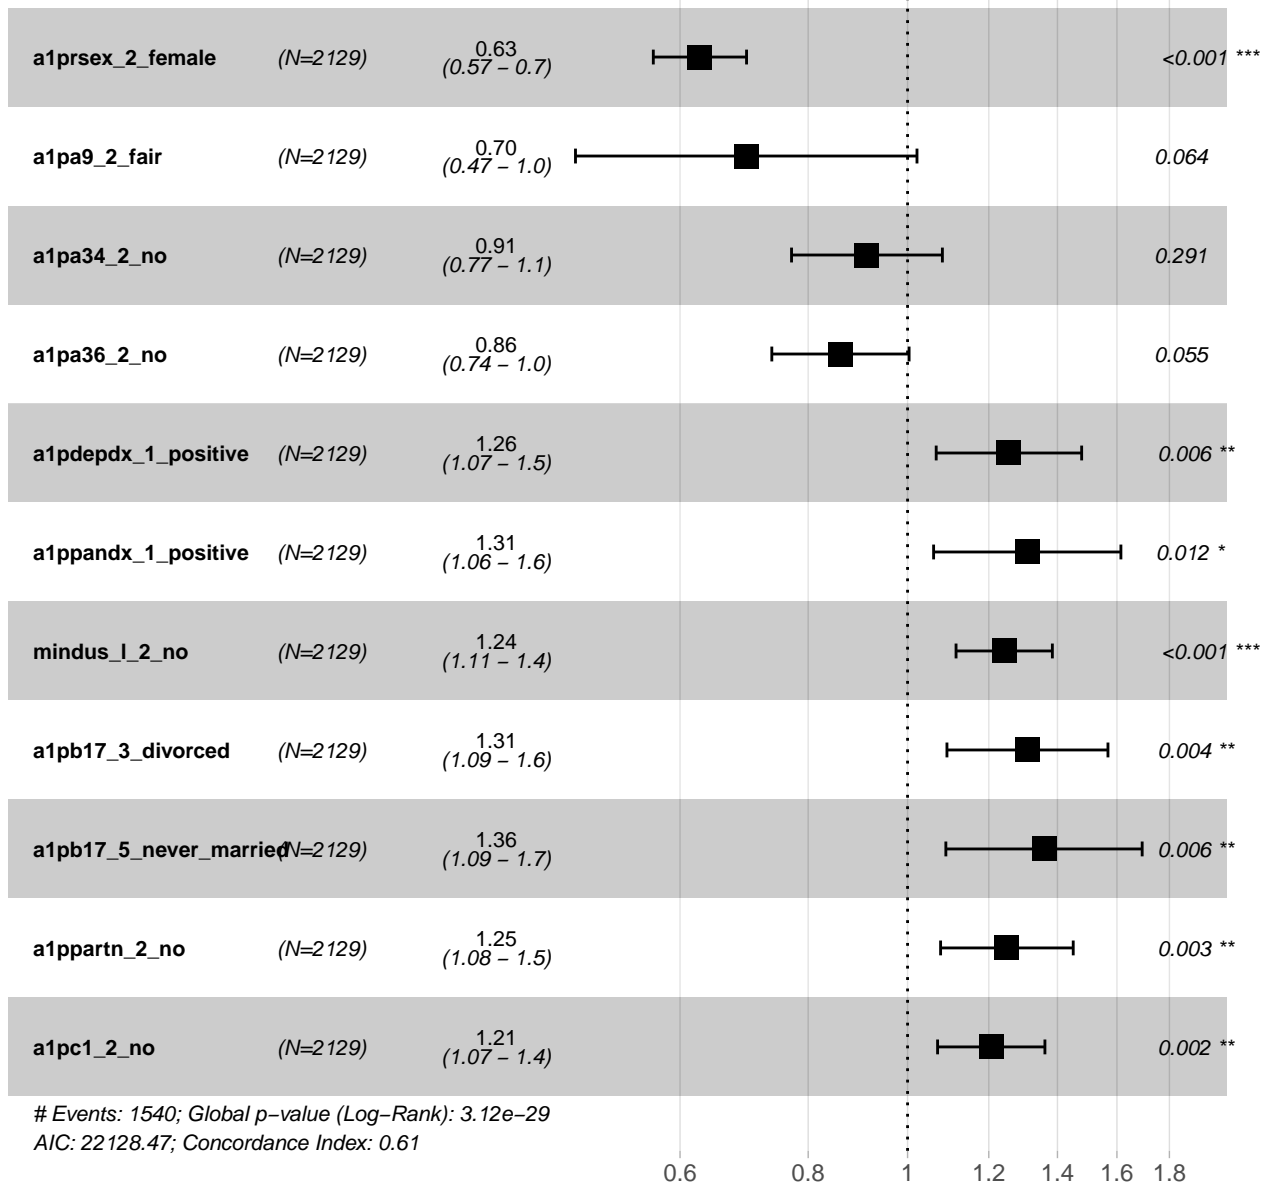 a1prsex_2_female (N=2129) 0.63 <0.001 ***
(0.57 − 0.7)
a1pa9_2_fair (N=2129) 0.70 0.064
(0.47 − 1.0)
a1pa34_2_no (N=2129) 0.91 0.291
(0.77 − 1.1)
a1pa36_2_no (N=2129) 0.86 0.055
(0.74 − 1.0)
a1pdepdx_1_positive (N=2129) 1.26 0.006 **
(1.07 − 1.5)
a1ppandx_1_positive (N=2129) 1.31 0.012 *
(1.06 − 1.6)
mindus_l_2_no (N=2129) 1.24 <0.001 ***
(1.11 − 1.4)
a1pb17_3_divorced (N=2129) 1.31 0.004 **
(1.09 − 1.6)
a1pb17_5_never_married (N=2129) 1.36 0.006 **
(1.09 − 1.7)
a1ppartn_2_no (N=2129) 1.25 0.003 **
(1.08 − 1.5)
a1pc1_2_no (N=2129) 1.21 0.002 **
(1.07 − 1.4)
# Events: 1540; Global p−value (Log−Rank): 3.12e−29
AIC: 22128.47; Concordance Index: 0.61
0.6 0.8 1 1.2 1.4 1.6 1.8